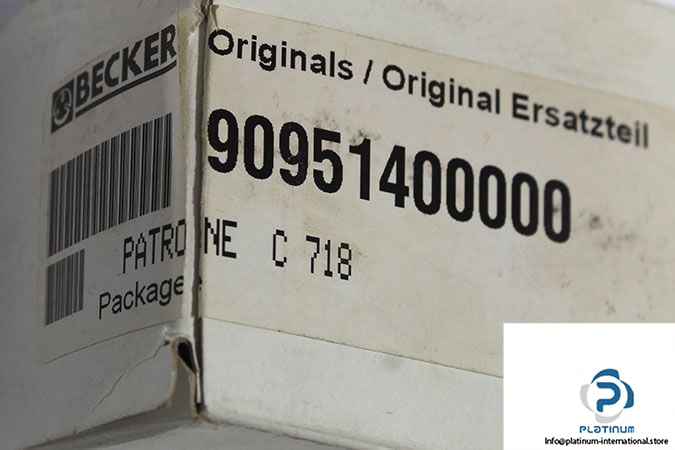 BECKER
Originals / Original Ersatzteil
90951400000
PATRONE C 718
Package
PLATINUM
Info@platinum-international.store